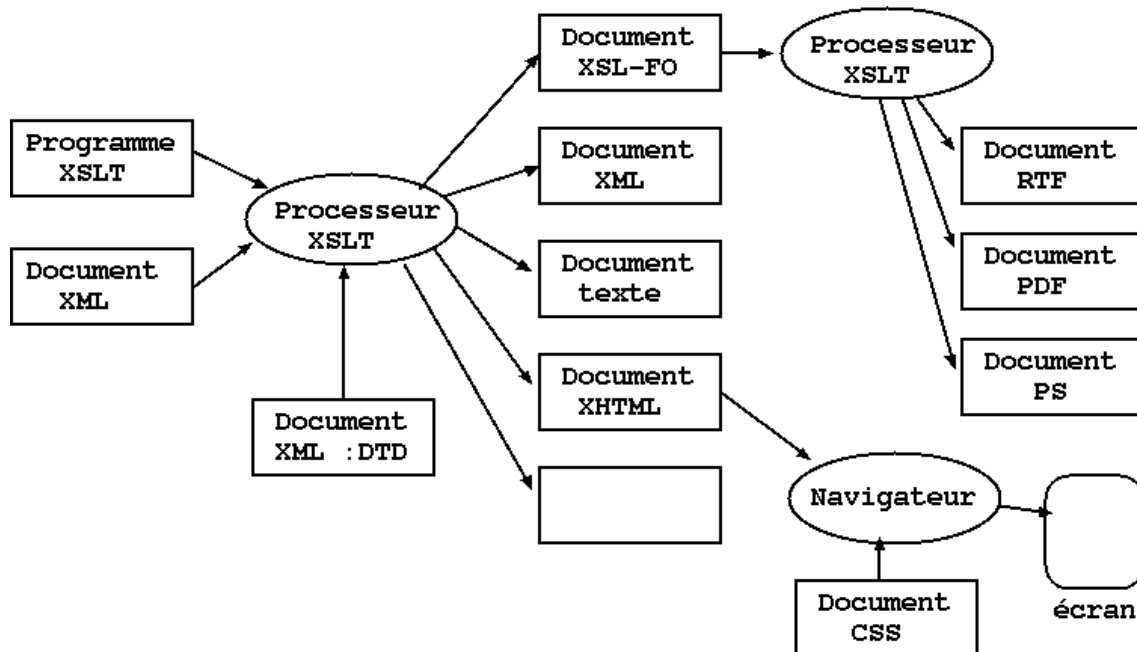 Document
XSL-FO
Processeur
XSLT
Programme
XSLT
Document
XML
Document
RTF
Processeur
XSLT
Document
XML
Document
texte
Document
PDF
Document
XHTML
Document
PS
Document
XML :DTD
Navigateur
Document
CSS
écran